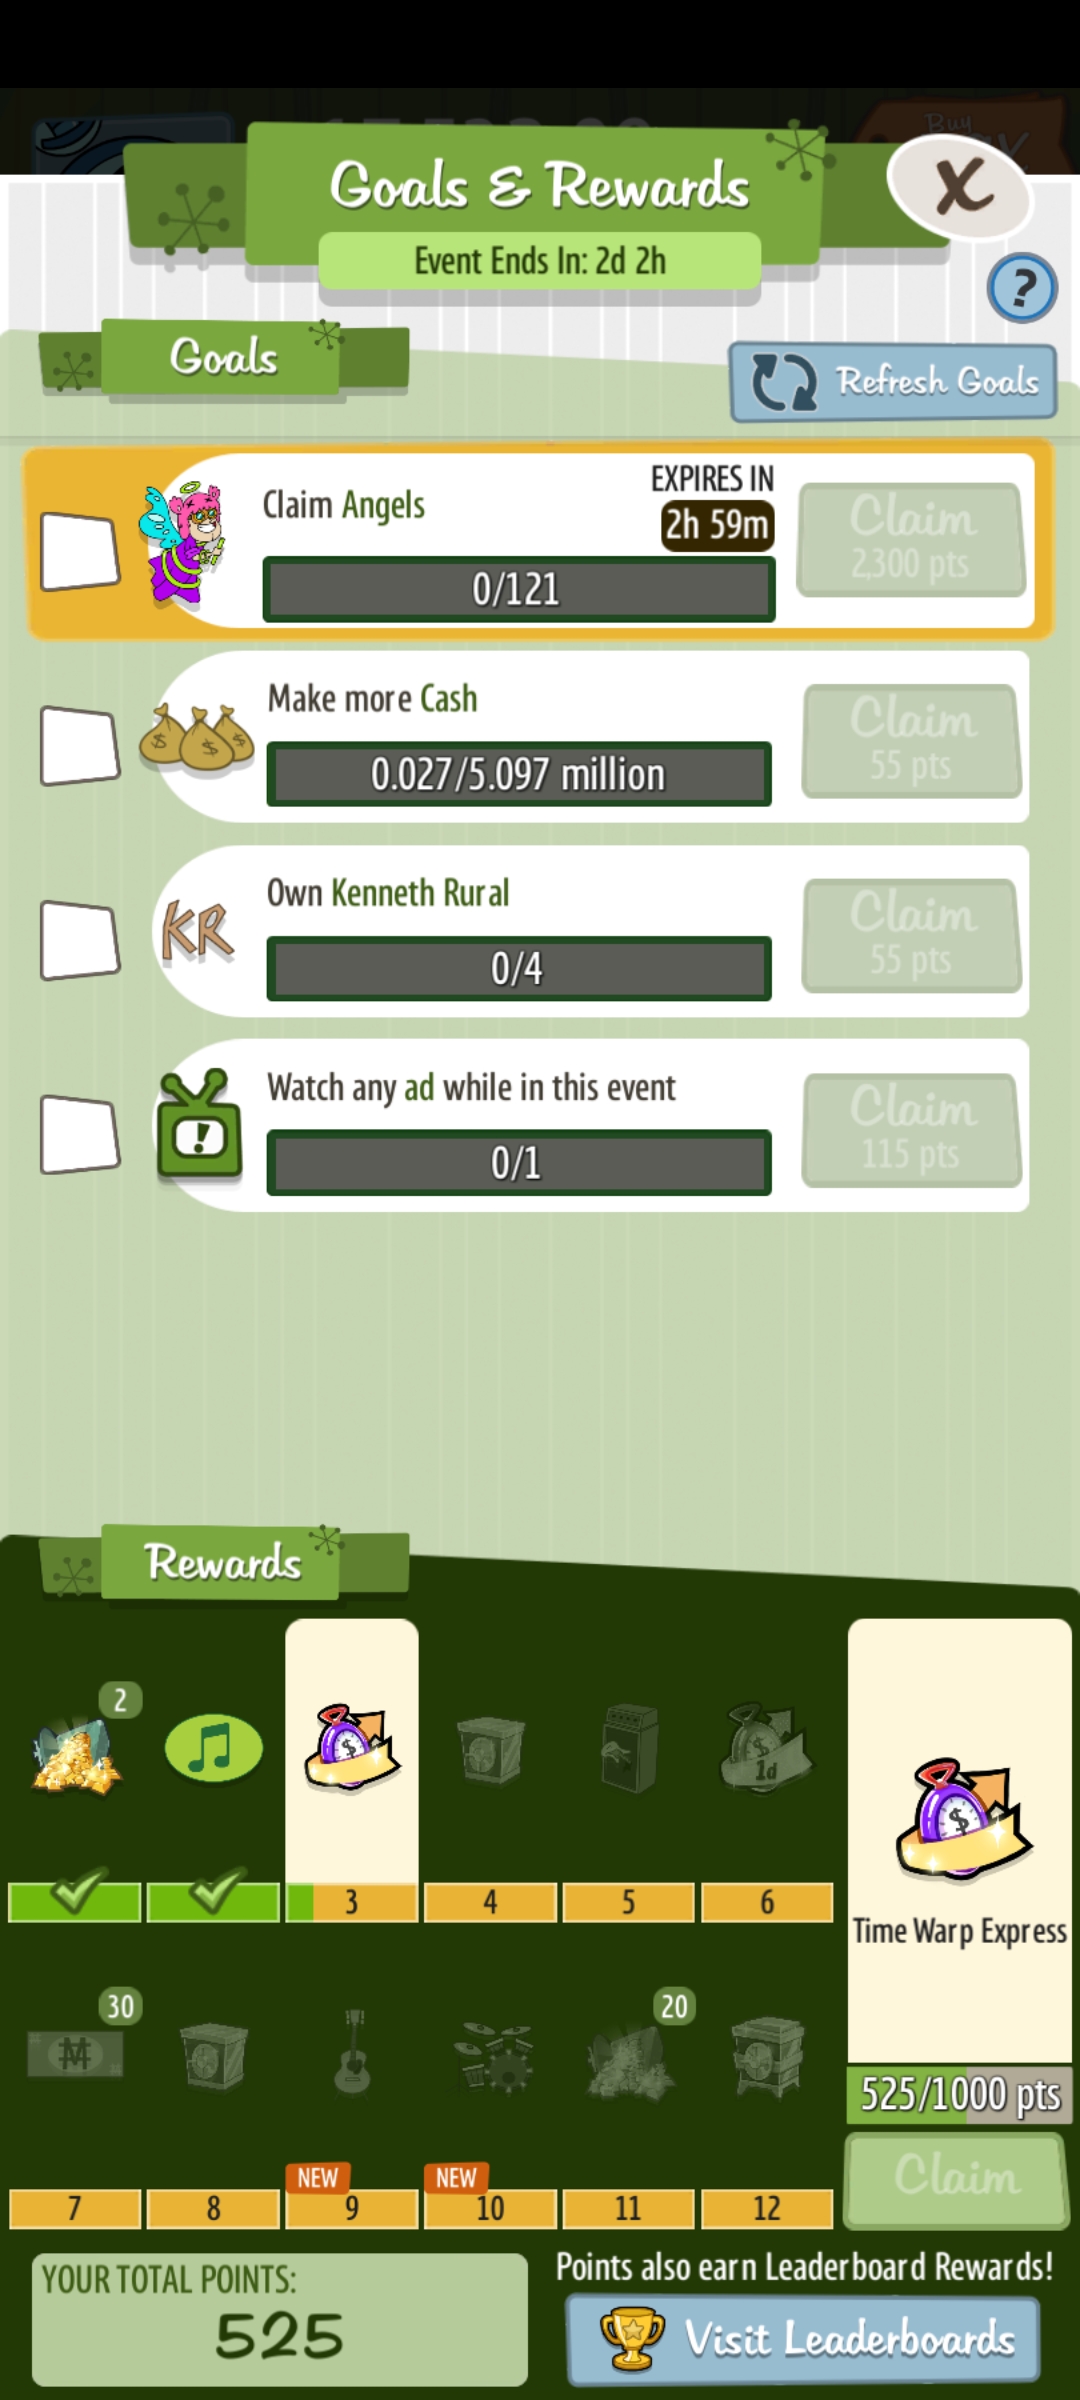 Buy
Goals & Rewards
X
Event Ends In: 2d 2h
?
Goals
Refresh Goals
Claim Angels
EXPIRES IN
2h 59m
0/121
Claim
2,300 pts
Make more Cash
0.027/5.097 million
Claim
55 pts
KR
Own Kenneth Rural
0/4
Claim
55 pts
Watch any ad while in this event
!
0/1
Claim
115 pts
Rewards
2
$
1d
3
4
5
6
$
Time Warp Express
30
20
525/1000 pts
Claim
NEW
NEW
7
8
9
10
11
12
YOUR TOTAL POINTS:
525
Points also earn Leaderboard Rewards!
Visit Leaderboards